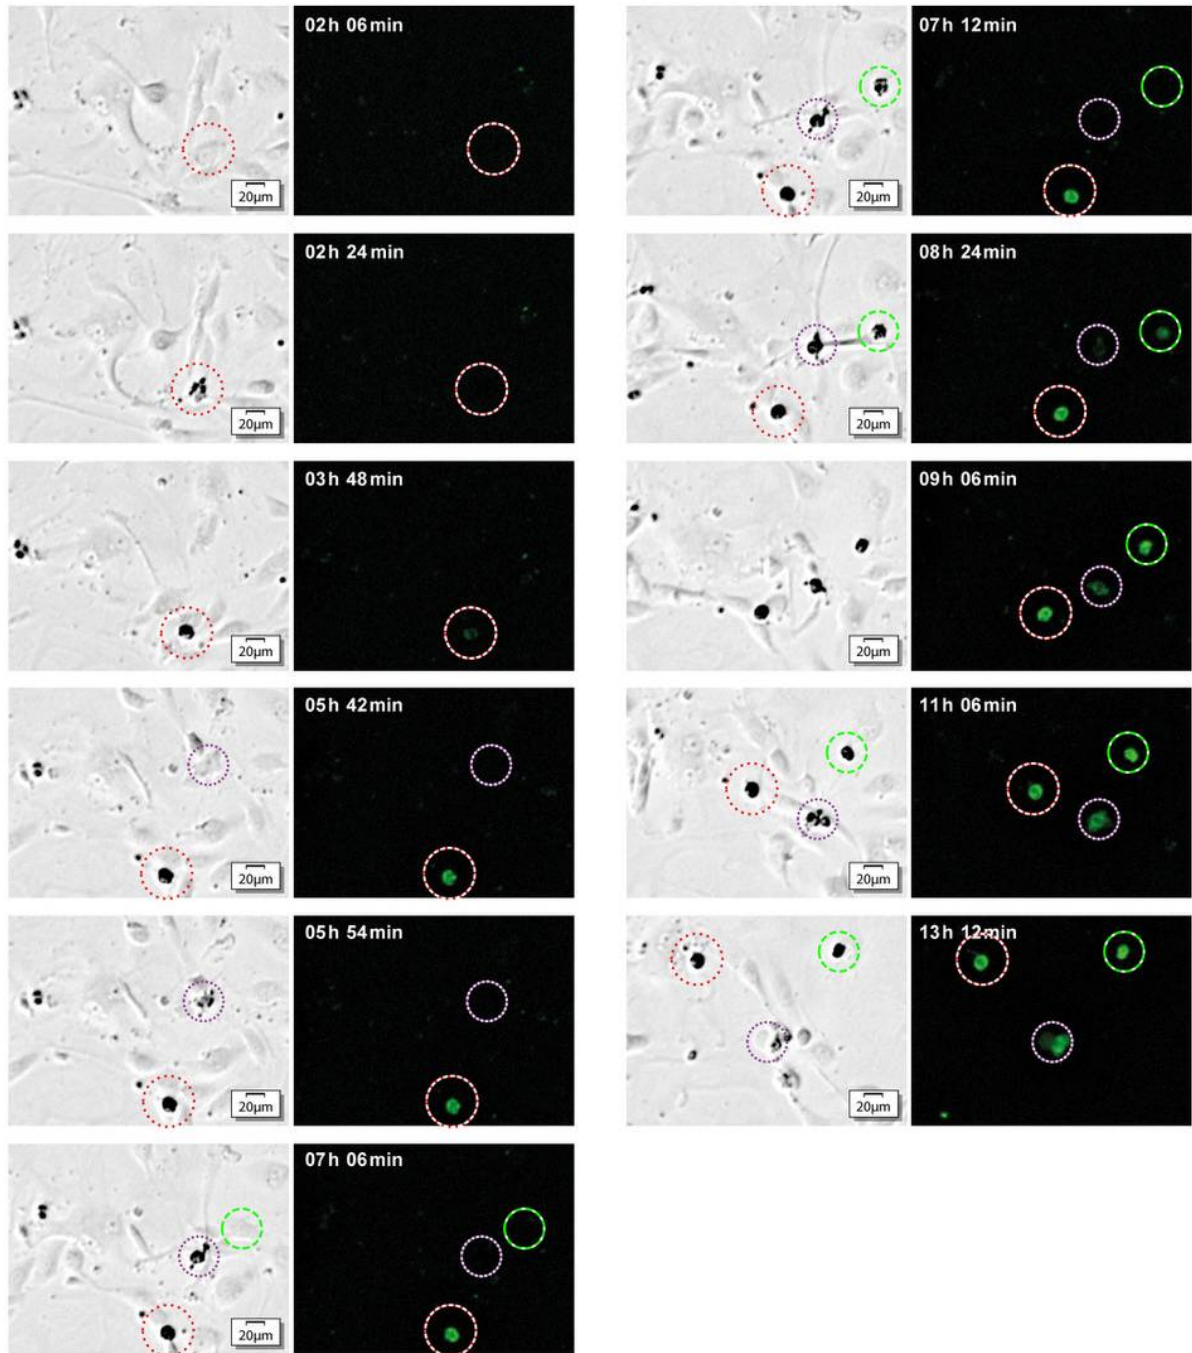 02h 06min
20µm
02h 24min
20µm
03h 48min
20µm
05h 42min
20µm
05h 54min
20µm
07h 06min
20µm
07h 12min
20µm
08h 24min
20µm
09h 06min
20µm
11h 06min
20µm
13h 12min
20µm